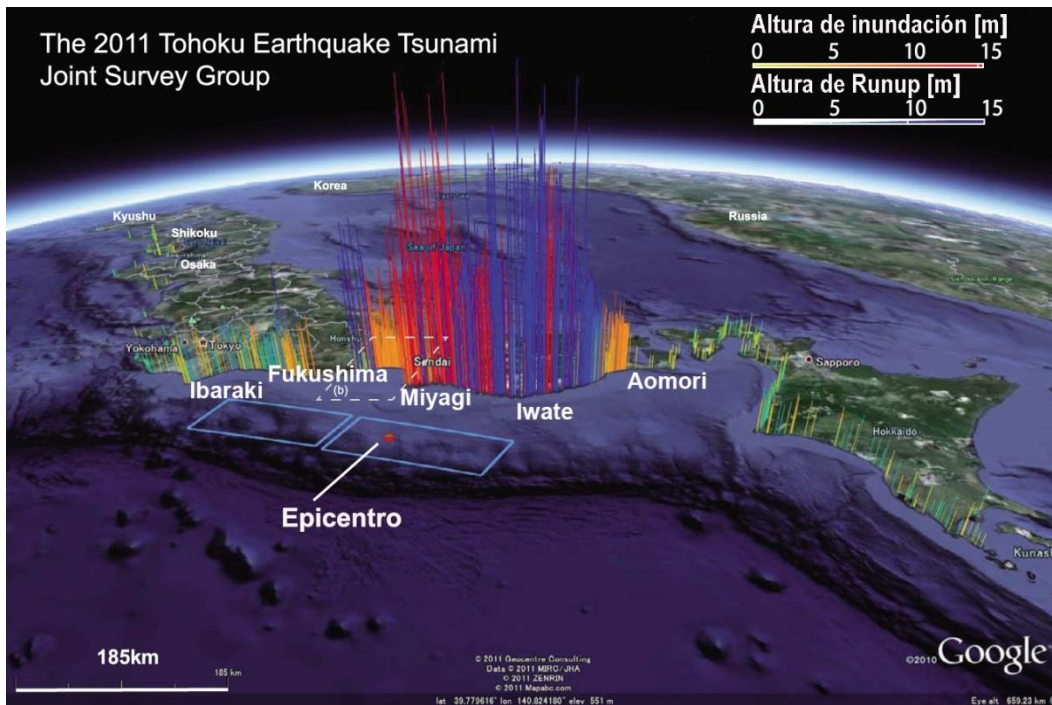 The 2011 Tohoku Earthquake Tsunami
Joint Survey Group
Altura de inundación [m]
0 5 10 15
Altura de Runup [m]
0 5 10 15
Korea
Kyushu
Russia
Shikoku
Sea of Japan
Osaka
Honshu
Yokohama
Tokyo
Sendai
Sapporo
Fukushima
Aomori
Ibaraki
(b)
Miyagi
Iwate
Hokkaido
Epicentro
Kunash
185km
185 km
© 2011 Geocentre Consulting
Data © 2011 MIRC/JHA
© 2011 ZENRIN
© 2011 Mapabc.com
©2010 Google
lat 39.779616° lon 140.824180° elev 551 m
Eye alt 659.23 km